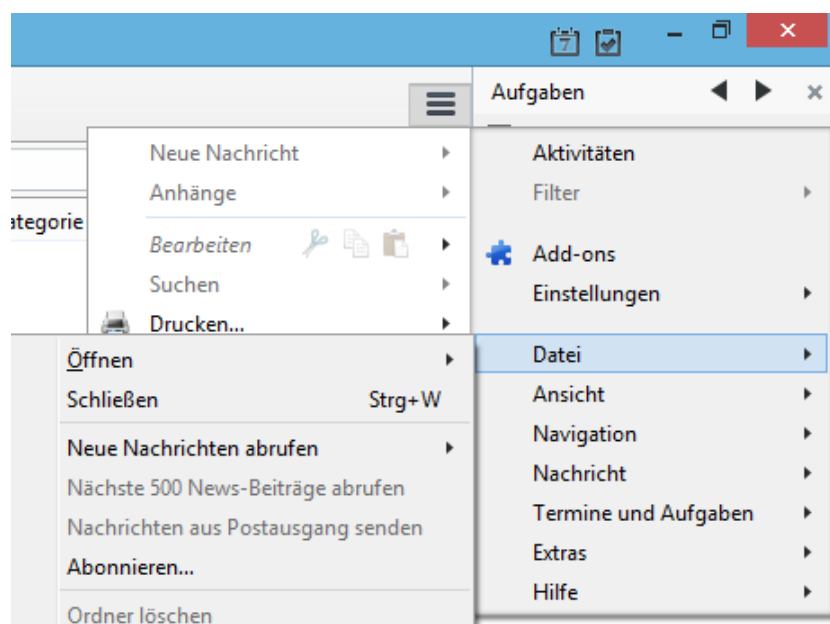 7
Aufgaben
Neue Nachricht
Anhänge
ategorie
Bearbeiten
Suchen
Drucken...
Aktivitäten
Filter
Add-ons
Einstellungen
Datei
Ansicht
Navigation
Nachricht
Termine und Aufgaben
Extras
Hilfe
Öffnen
Schließen Strg+W
Neue Nachrichten abrufen
Nächste 500 News-Beiträge abrufen
Nachrichten aus Postausgang senden
Abonnieren...
Ordner löschen